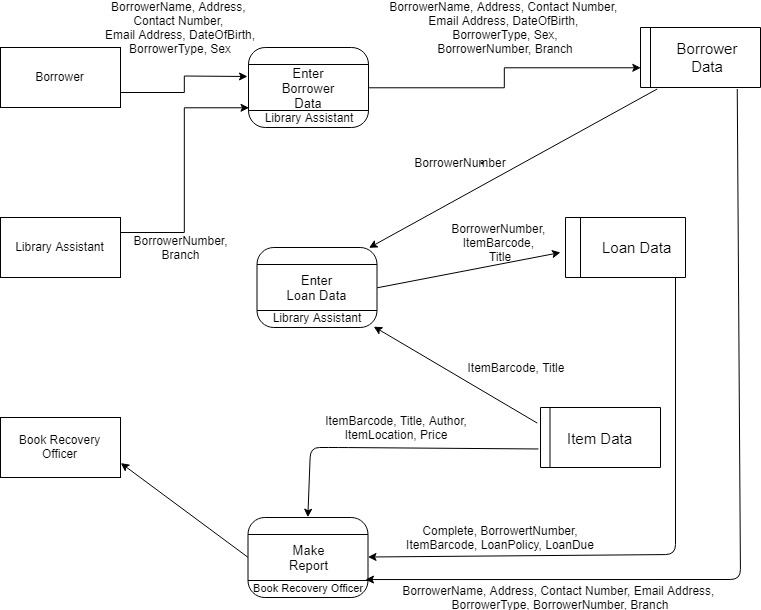 BorrowerName, Address,
Contact Number,
Email Address, DateOfBirth,
BorrowerType, Sex
BorrowerName, Address, Contact Number,
Email Address, DateOfBirth,
BorrowerType, Sex,
BorrowerNumber, Branch
Borrower
Enter
Borrower
Data
Library Assistant
Borrower
Data
BorrowerNumber
Library Assistant
BorrowerNumber,
Branch
BorrowerNumber,
ItemBarcode,
Title
Loan Data
Enter
Loan Data
Library Assistant
ItemBarcode, Title
ItemBarcode, Title, Author,
ItemLocation, Price
Item Data
Book Recovery
Officer
Make
Report
Book Recovery Officer
Complete, BorrowertNumber,
ItemBarcode, LoanPolicy, LoanDue
BorrowerName, Address, Contact Number, Email Address,
BorrowerType, BorrowerNumber, Branch